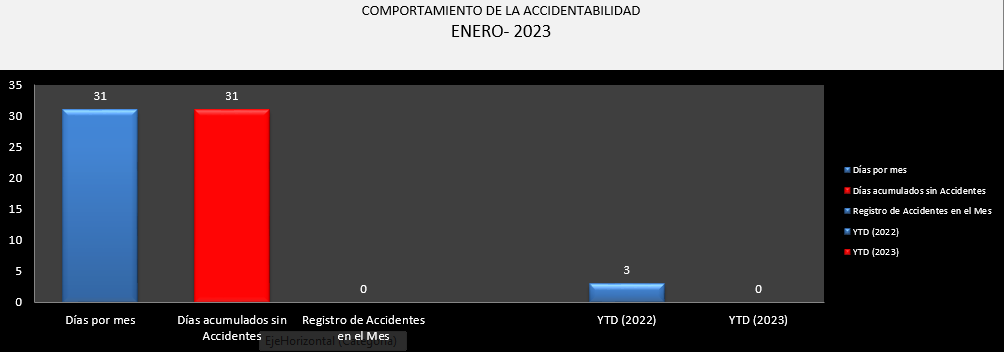 COMPORTAMIENTO DE LA ACCIDENTABILIDAD
ENERO- 2023
35
30
25
20
15
10
5
0
31
31
0
3
0
Días por mes
Días acumulados sin
Accidentes
Registro de Accidentes
en el Mes
YTD (2022)
YTD (2023)
EjeHorizontal (Categoría)
Días por mes
Días acumulados sin Accidentes
Registro de Accidentes en el Mes
YTD (2022)
YTD (2023)